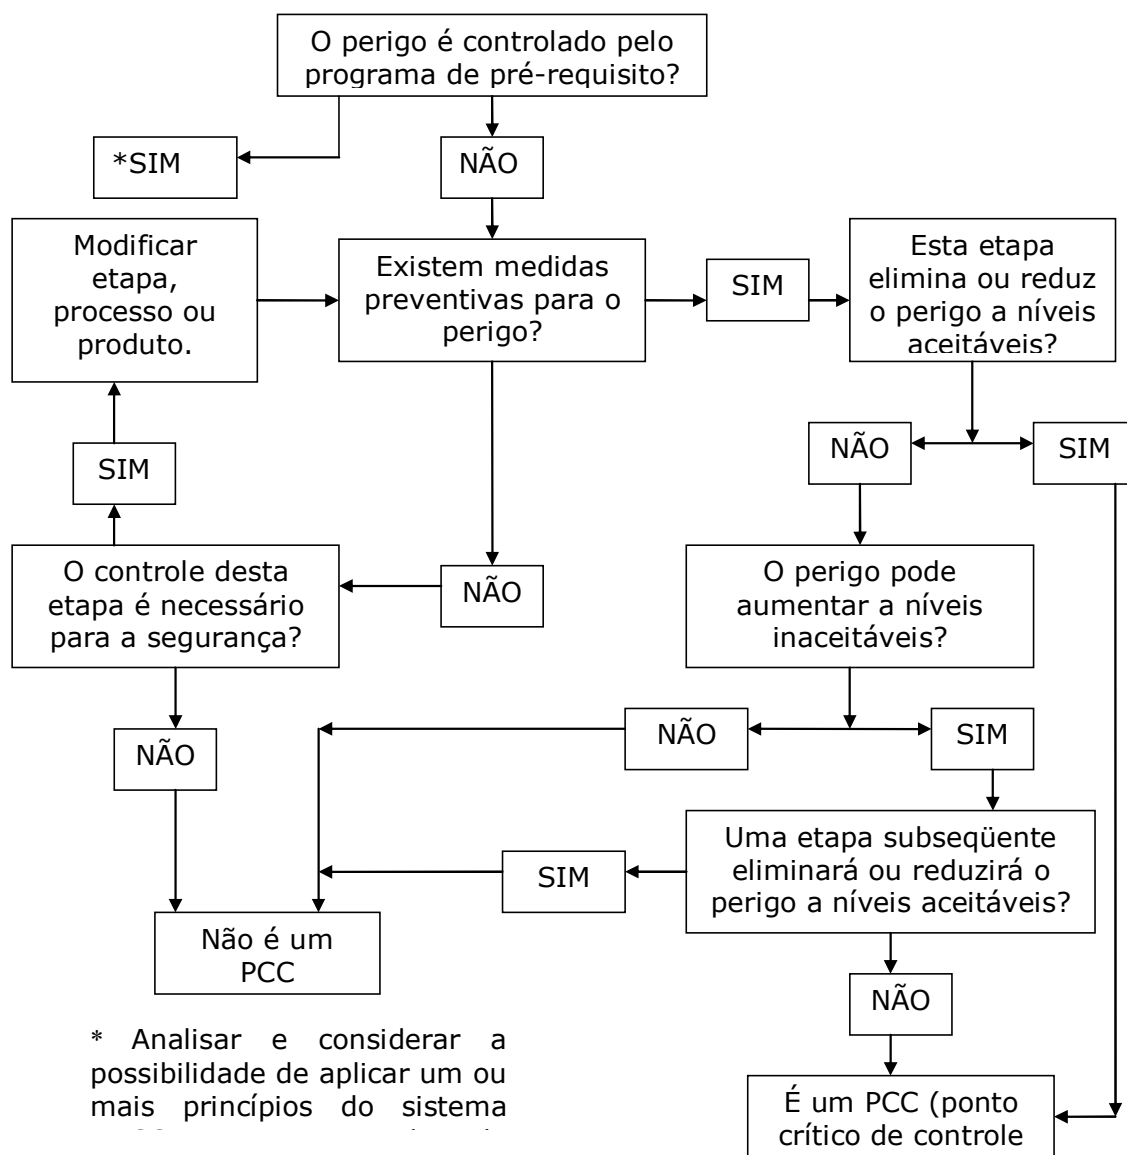 O perigo é controlado pelo
programa de pré-requisito?
*SIM
NÃO
Modificar
etapa,
processo ou
produto.
Existem medidas
preventivas para o
perigo?
SIM
Esta etapa
elimina ou reduz
o perigo a níveis
aceitáveis?
NÃO
SIM
SIM
O controle desta
etapa é necessário
para a segurança?
NÃO
O perigo pode
aumentar a níveis
inaceitáveis?
NÃO
SIM
NÃO
Uma etapa subseqüente
eliminará ou reduzirá o
perigo a níveis aceitáveis?
SIM
Não é um
PCC
NÃO
* Analisar e considerar a
possibilidade de aplicar um ou
mais princípios do sistema
É um PCC (ponto
crítico de controle